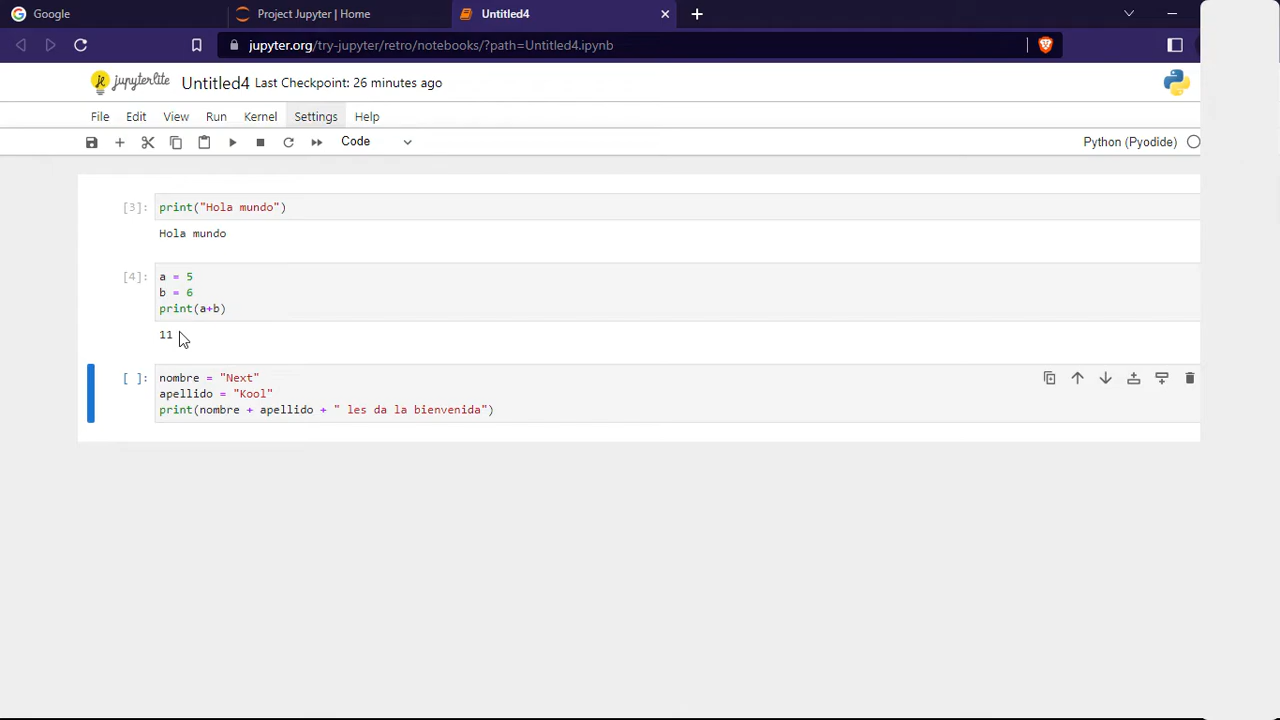 Google
Project Jupyter | Home
Untitled4
jupyter.org/try-jupyter/retro/notebooks/?path=Untitled4.ipynb
jupyterlite
Untitled4 Last Checkpoint: 26 minutes ago
File Edit View Run Kernel Settings Help
Code
Python (Pyodide)
[3]: print("Hola mundo")
Hola mundo
[4]: a = 5
b = 6
print(a+b)
11
[ ]: nombre = "Next"
apellido = "Kool"
print(nombre + apellido + " les da la bienvenida")